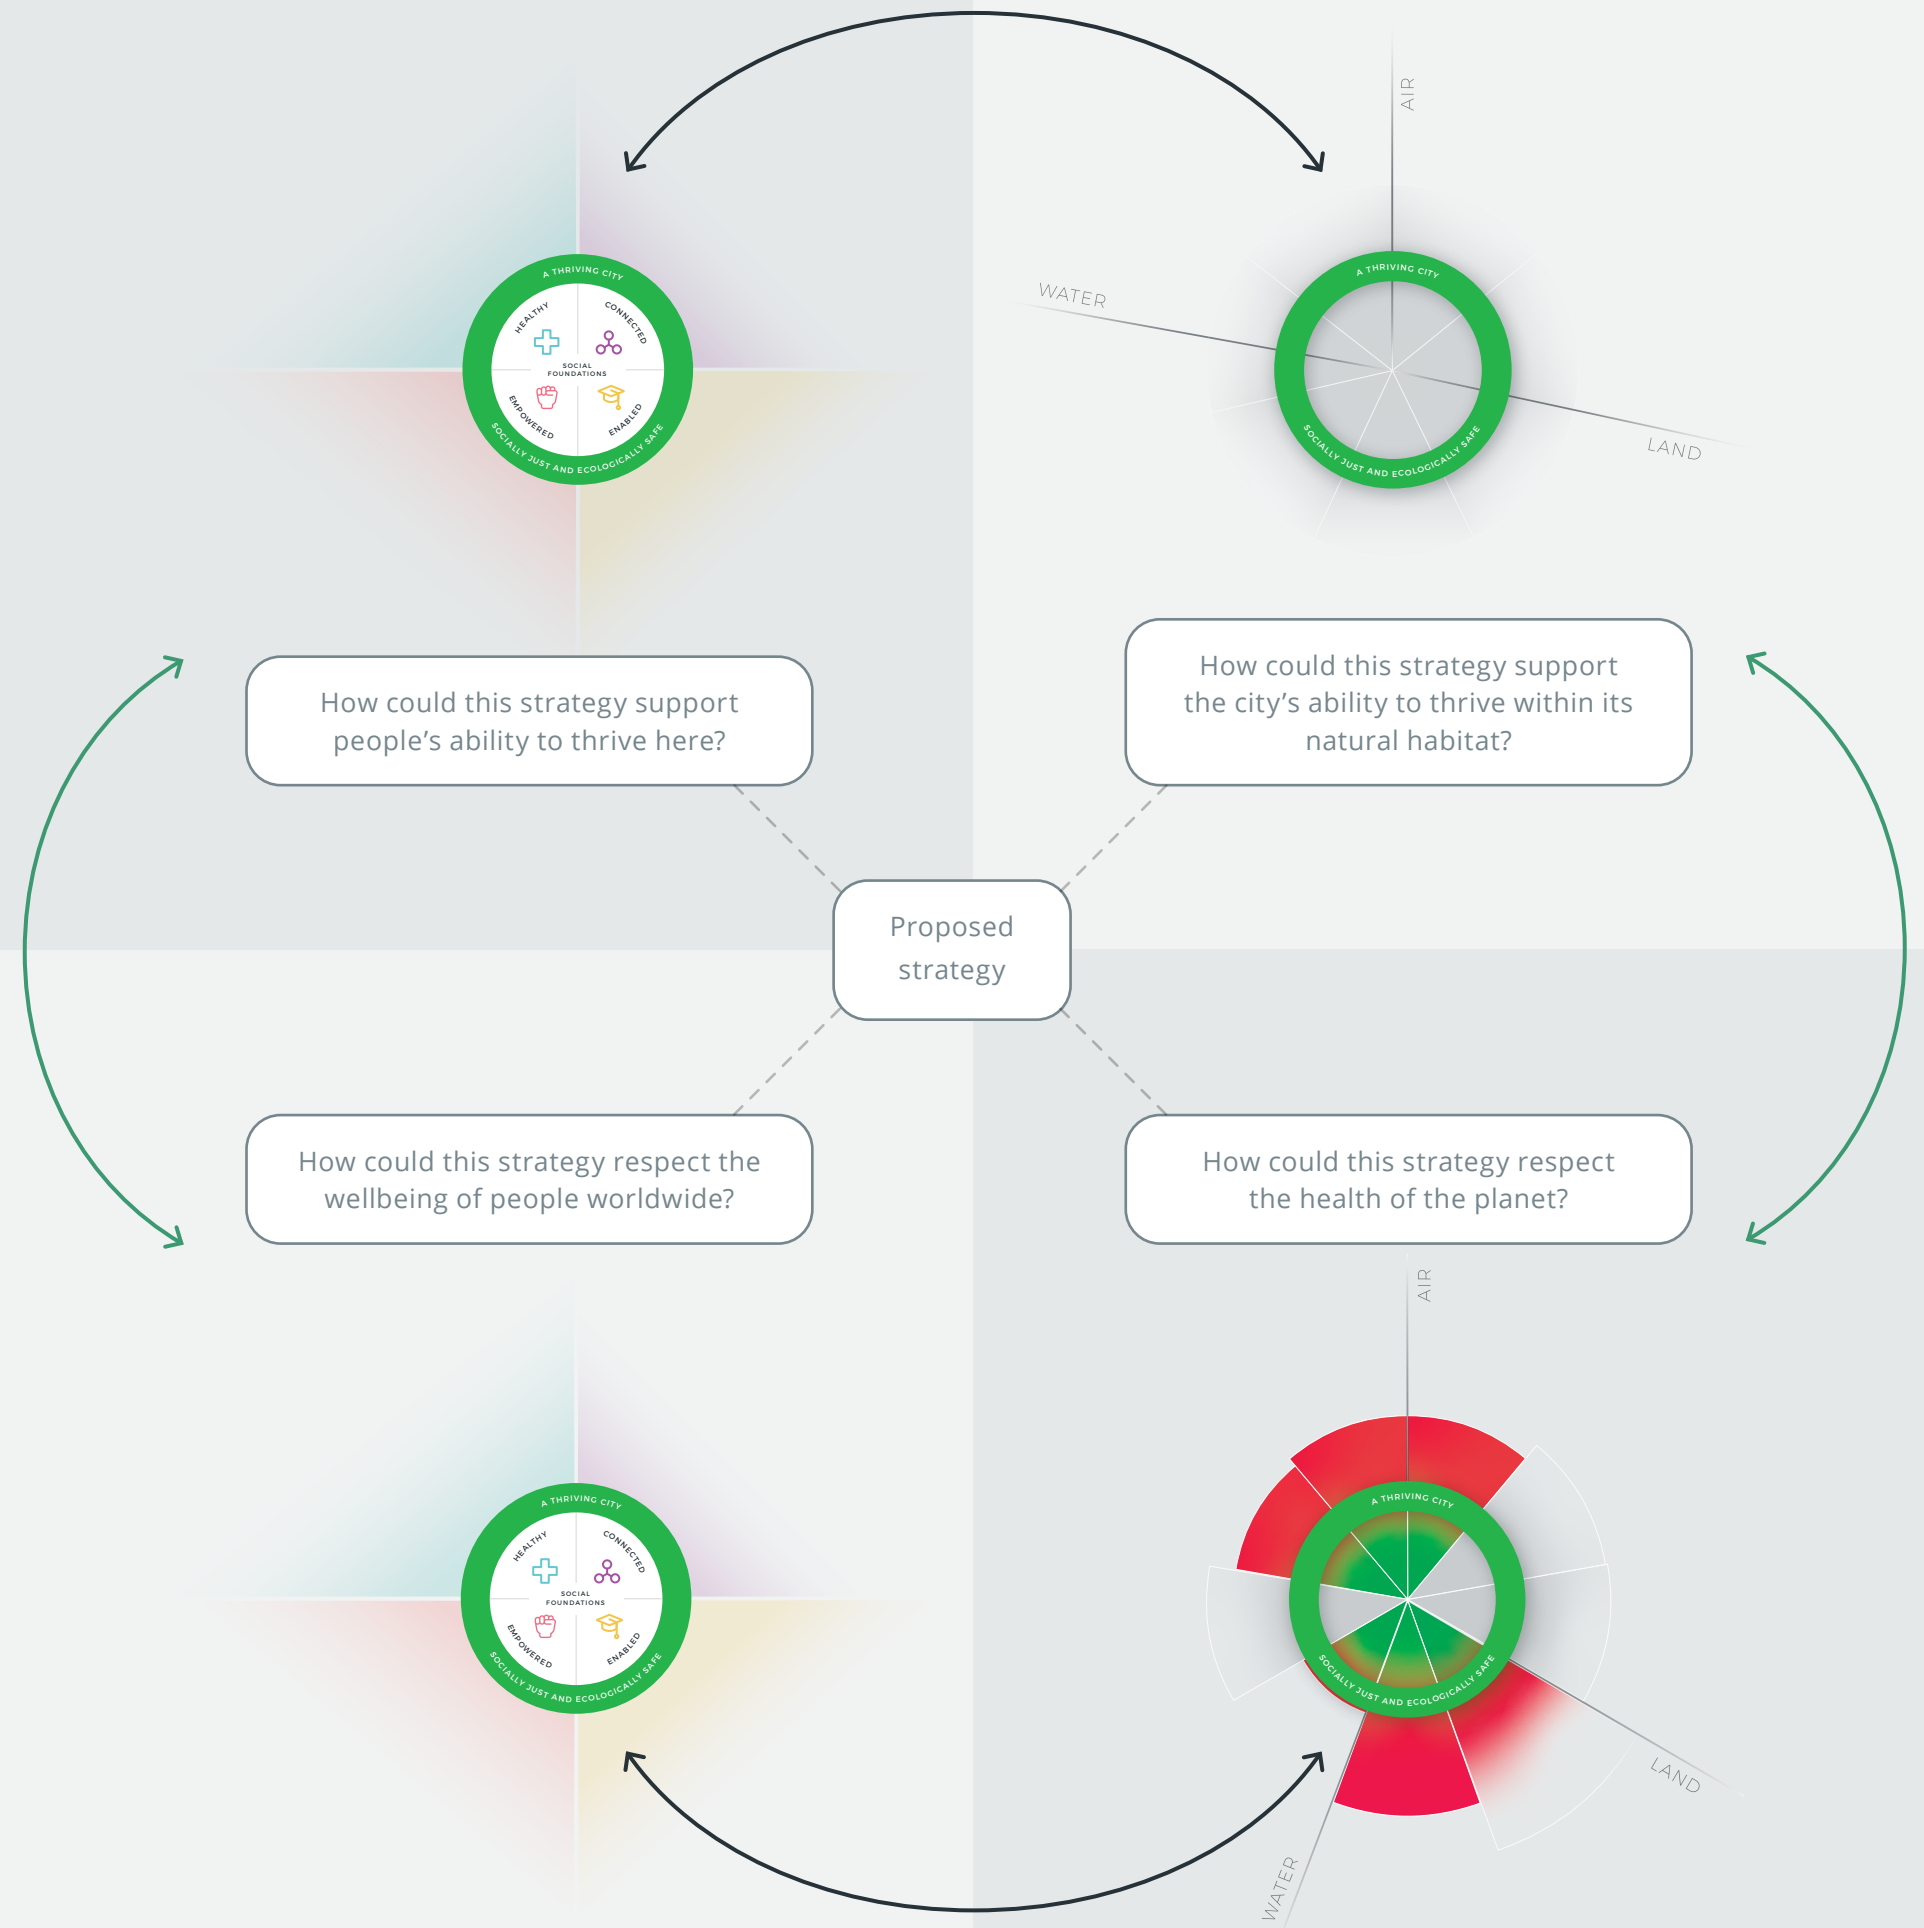 AIR
A THRIVING CITY
HEALTHY
CONNECTED
SOCIAL
FOUNDATIONS
EMPOWERED
ENABLED
SOCIALLY JUST AND ECOLOGICALLY SAFE
A THRIVING CITY
WATER
LAND
SOCIALLY JUST AND ECOLOGICALLY SAFE
How could this strategy support
people’s ability to thrive here?
How could this strategy support
the city’s ability to thrive within its
natural habitat?
Proposed
strategy
How could this strategy respect the
wellbeing of people worldwide?
How could this strategy respect
the health of the planet?
A THRIVING CITY
HEALTHY
CONNECTED
SOCIAL
FOUNDATIONS
EMPOWERED
ENABLED
SOCIALLY JUST AND ECOLOGICALLY SAFE
AIR
A THRIVING CITY
SOCIALLY JUST AND ECOLOGICALLY SAFE
LAND
WATER